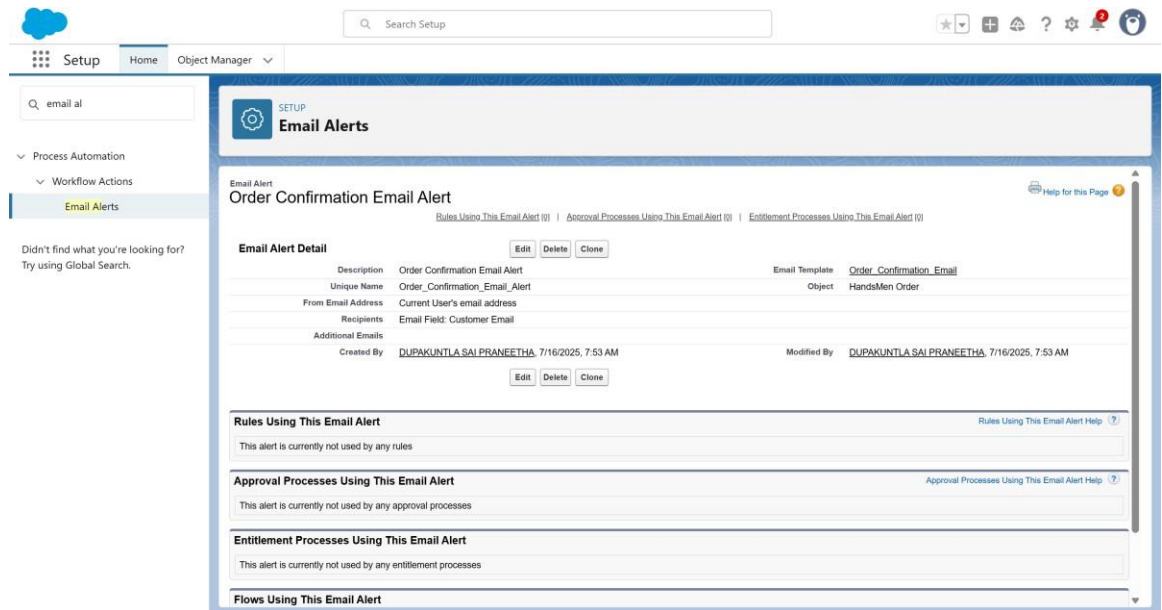 Search Setup
2
Setup
Home
Object Manager
email al
SETUP
Email Alerts
Process Automation
Workflow Actions
Email Alerts
Didn't find what you're looking for?
Try using Global Search.
Email Alert
Order Confirmation Email Alert
Help for this Page ?
Rules Using This Email Alert [0] | Approval Processes Using This Email Alert [0] | Entitlement Processes Using This Email Alert [0]
Email Alert Detail
Edit Delete Clone
Description Order Confirmation Email Alert Email Template Order_Confirmation_Email
Unique Name Order_Confirmation_Email_Alert Object HandsMen Order
From Email Address Current User's email address
Recipients Email Field: Customer Email
Additional Emails
Created By DUPAKUNTLA SAI PRANEETHA, 7/16/2025, 7:53 AM Modified By DUPAKUNTLA SAI PRANEETHA, 7/16/2025, 7:53 AM
Edit Delete Clone
Rules Using This Email Alert Rules Using This Email Alert Help ?
This alert is currently not used by any rules
Approval Processes Using This Email Alert Approval Processes Using This Email Alert Help ?
This alert is currently not used by any approval processes
Entitlement Processes Using This Email Alert
This alert is currently not used by any entitlement processes
Flows Using This Email Alert